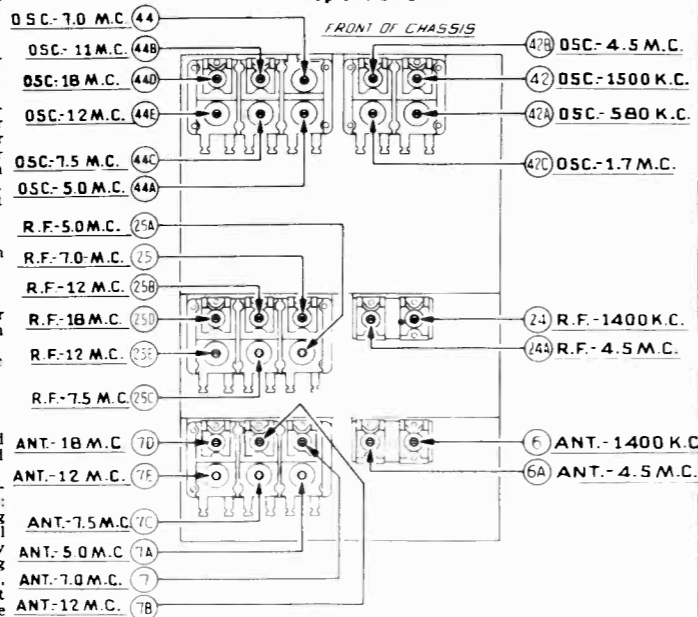 FRONT OF CHASSIS
OSC.-7.0 M.C. 44
OSC.-11 M.C. 44B
OSC-18 M.C. 44D
OSC-12 M.C. 44E
OSC-7.5 M.C. 44C
OSC.-5.0 M.C. 44A
42B OSC.-4.5 M.C.
42 OSC.-1500 K.C.
42A OSC.-580 K.C.
42C OSC.-1.7 M.C.
R.F.-5.0 M.C. 25A
R.F.-7.0-M.C. 25
R.F.-12 M.C. 25B
R.F.-18 M.C. 25D
R.F.-12 M.C. 25E
R.F.-7.5 M.C. 25C
24 R.F.-1400 K.C.
24A R.F.-4.5 M.C.
ANT.-18 M.C. 7D
ANT.-12 M.C. 7E
ANT.-7.5 M.C. 7C
ANT.-5.0 M.C. 7A
ANT.-7.0 M.C. 7
ANT.-12 M.C. 7B
6 ANT.-1400 K.C.
6A ANT.-4.5 M.C.